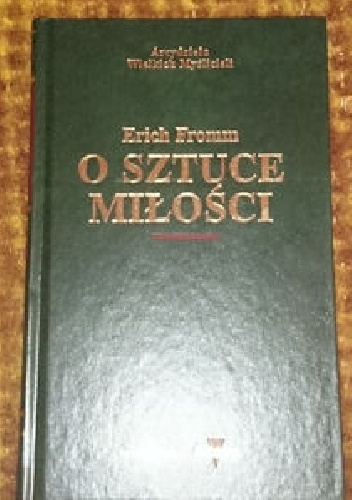 Arcydzieła
Wielkich Myślicieli
Erich Fromm
O SZTUCE
MIŁOŚCI